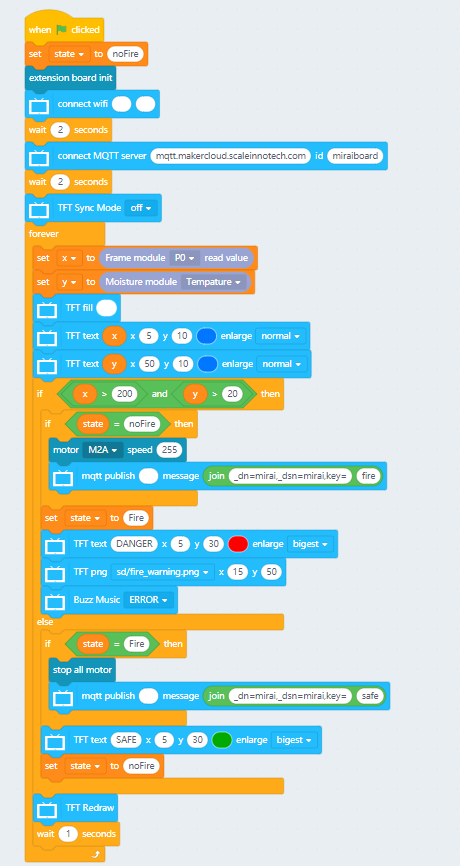 when clicked
set state to noFire
extension board init
connect wifi
wait 2 seconds
connect MQTT server mqtt.makercloud.scaleinnotech.com id miraiboard
wait 2 seconds
TFT Sync Mode off
forever
set x to Frame module P0 read value
set y to Moisture module Tempature
TFT fill
TFT text x x 5 y 10 enlarge normal
TFT text y x 50 y 10 enlarge normal
if x > 200 and y > 20 then
if state = noFire then
motor M2A speed 255
mqtt publish message join _dn=mirai,_dsn=mirai,key= fire
set state to Fire
TFT text DANGER x 5 y 30 enlarge bigest
TFT png sd/fire_warning.png x 15 y 50
Buzz Music ERROR
else
if state = Fire then
stop all motor
mqtt publish message join _dn=mirai,_dsn=mirai,key= safe
TFT text SAFE x 5 y 30 enlarge bigest
set state to noFire
TFT Redraw
wait 1 seconds